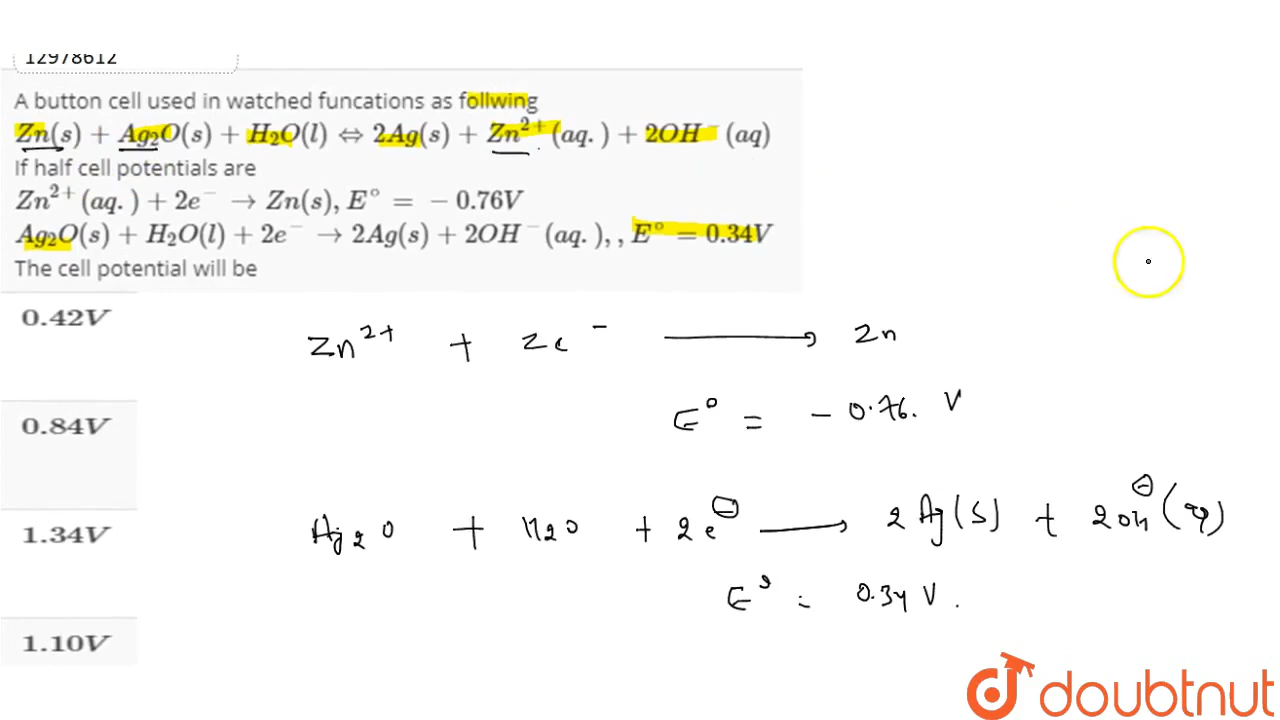 12978612
A button cell used in watched funcations as follwing
Zn(s) + Ag₂O(s) + H₂O(l) ⇔ 2Ag(s) + Zn²⁺(aq.) + 2OH⁻(aq)
If half cell potentials are
Zn²⁺(aq.) + 2e⁻ → Zn(s), E° = − 0.76V
Ag₂O(s) + H₂O(l) + 2e⁻ → 2Ag(s) + 2OH⁻(aq.), , E° = 0.34V
The cell potential will be
0.42V
Zn²⁺ + 2e⁻ → Zn
E° = − 0.76. V
0.84V
1.34V
Ag₂O + H₂O + 2e⊖ → 2Ag(s) + 2OH⊖(aq)
E° = 0.34 V.
1.10V
doubtnut